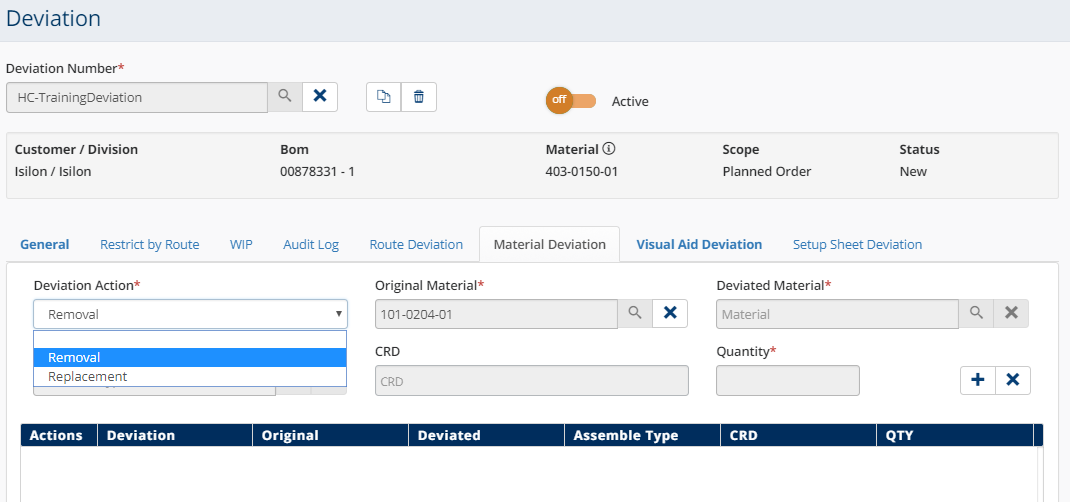 Deviation
Deviation Number*
HC-TrainingDeviation
off Active
Customer / Division Bom Material Scope Status
Isilon / Isilon 00878331 - 1 403-0150-01 Planned Order New
General Restrict by Route WIP Audit Log Route Deviation Material Deviation Visual Aid Deviation Setup Sheet Deviation
Deviation Action* Original Material* Deviated Material*
Removal 101-0204-01 Material
Removal CRD Quantity*
Replacement CRD
Actions Deviation Original Deviated Assemble Type CRD QTY